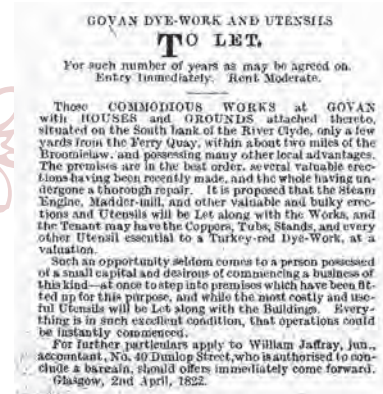 GOVAN DYE-WORK AND UTENSILS
TO LET,
For such number of years as may be agreed on.
Entry Immediately. Rent Moderate.
Those COMMODIOUS WORKS at GOVAN
with HOUSES and GROUNDS attached thereto,
situated on the South bank of the River Clyde, only a few
yards from the Ferry Quay, within about two miles of the
Broomielaw, and possessing many other local advantages.
The premises are in the best order, several valuable erec-
tions having been recently made, and the whole having un-
dergone a thorough repair. It is proposed that the Steam
Engine, Madder-mill, and other valuable and bulky erec-
tions and Utensils will be Let along with the Works, and
the Tenant may have the Coppers, Tubs, Stands, and every
other Utensil essential to a Turkey-red Dye-Work, at a
valuation.
Such an opportunity seldom comes to a person possessed
of a small capital and desirous of commencing a business of
this kind—at once to step into premises which have been fit-
ted up for this purpose, and while the most costly and use-
ful Utensils will be Let along with the Buildings. Every-
thing is in such excellent condition, that operations could
be instantly commenced.
For further particulars apply to William Jaffray, jun.,
accountant, No. 40 Dunlop Street, who is authorised to con-
clude a bargain, should offers immediately come forward.
Glasgow, 2nd April, 1822.